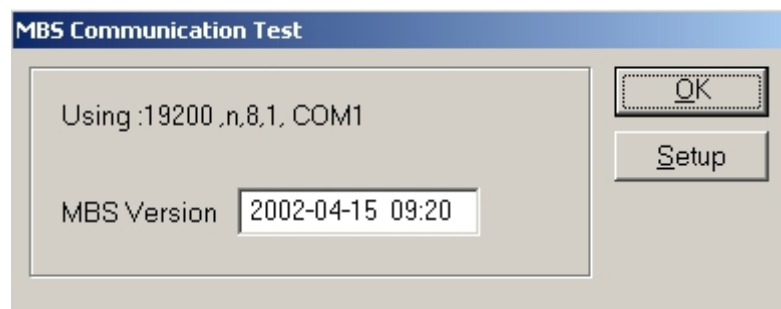 MBS Communication Test
Using :19200 ,n,8,1, COM1
OK
Setup
MBS Version 2002-04-15 09:20